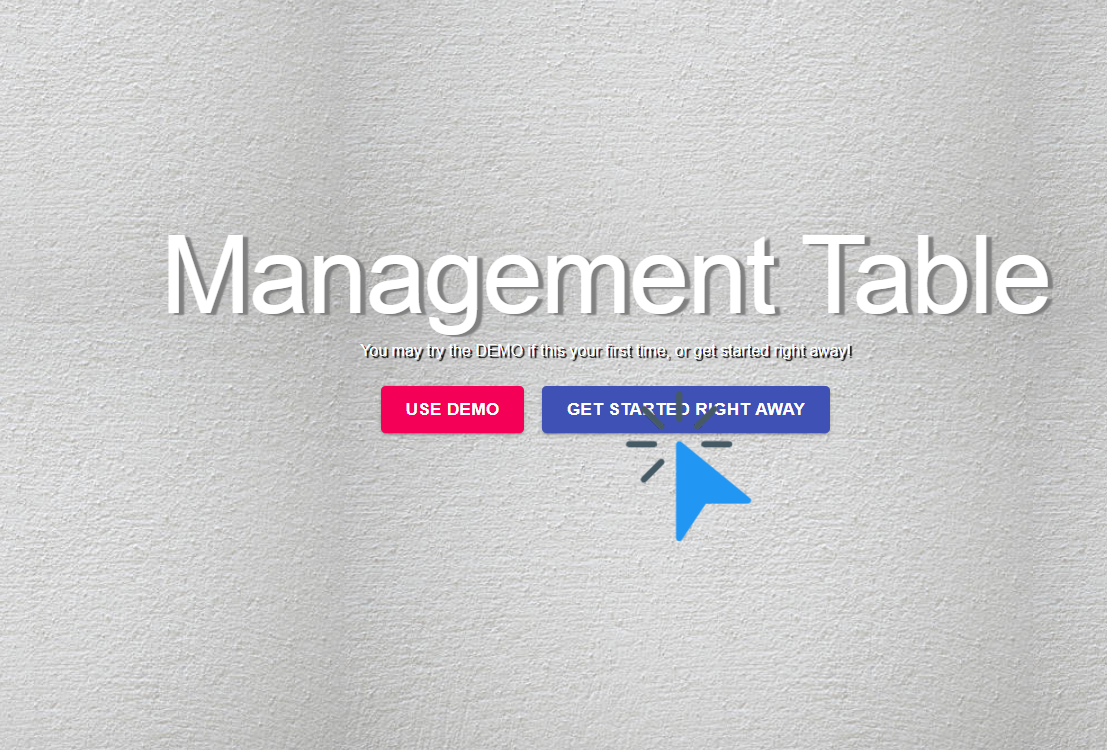 Management Table
You may try the DEMO if this your first time, or get started right away!
USE DEMO
GET STARTED RIGHT AWAY